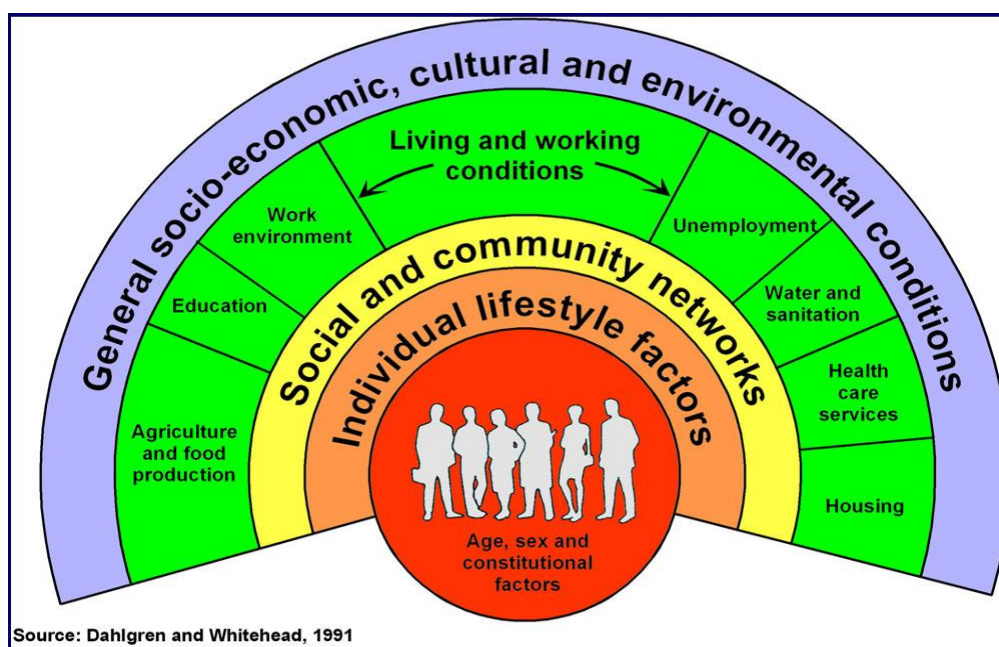 General socio-economic, cultural and environmental conditions
Living and working
conditions
Work
environment
Unemployment
Education
Water and
sanitation
Agriculture
and food
production
Health
care
services
Housing
Social and community networks
Individual lifestyle factors
Age, sex and
constitutional
factors
Source: Dahlgren and Whitehead, 1991